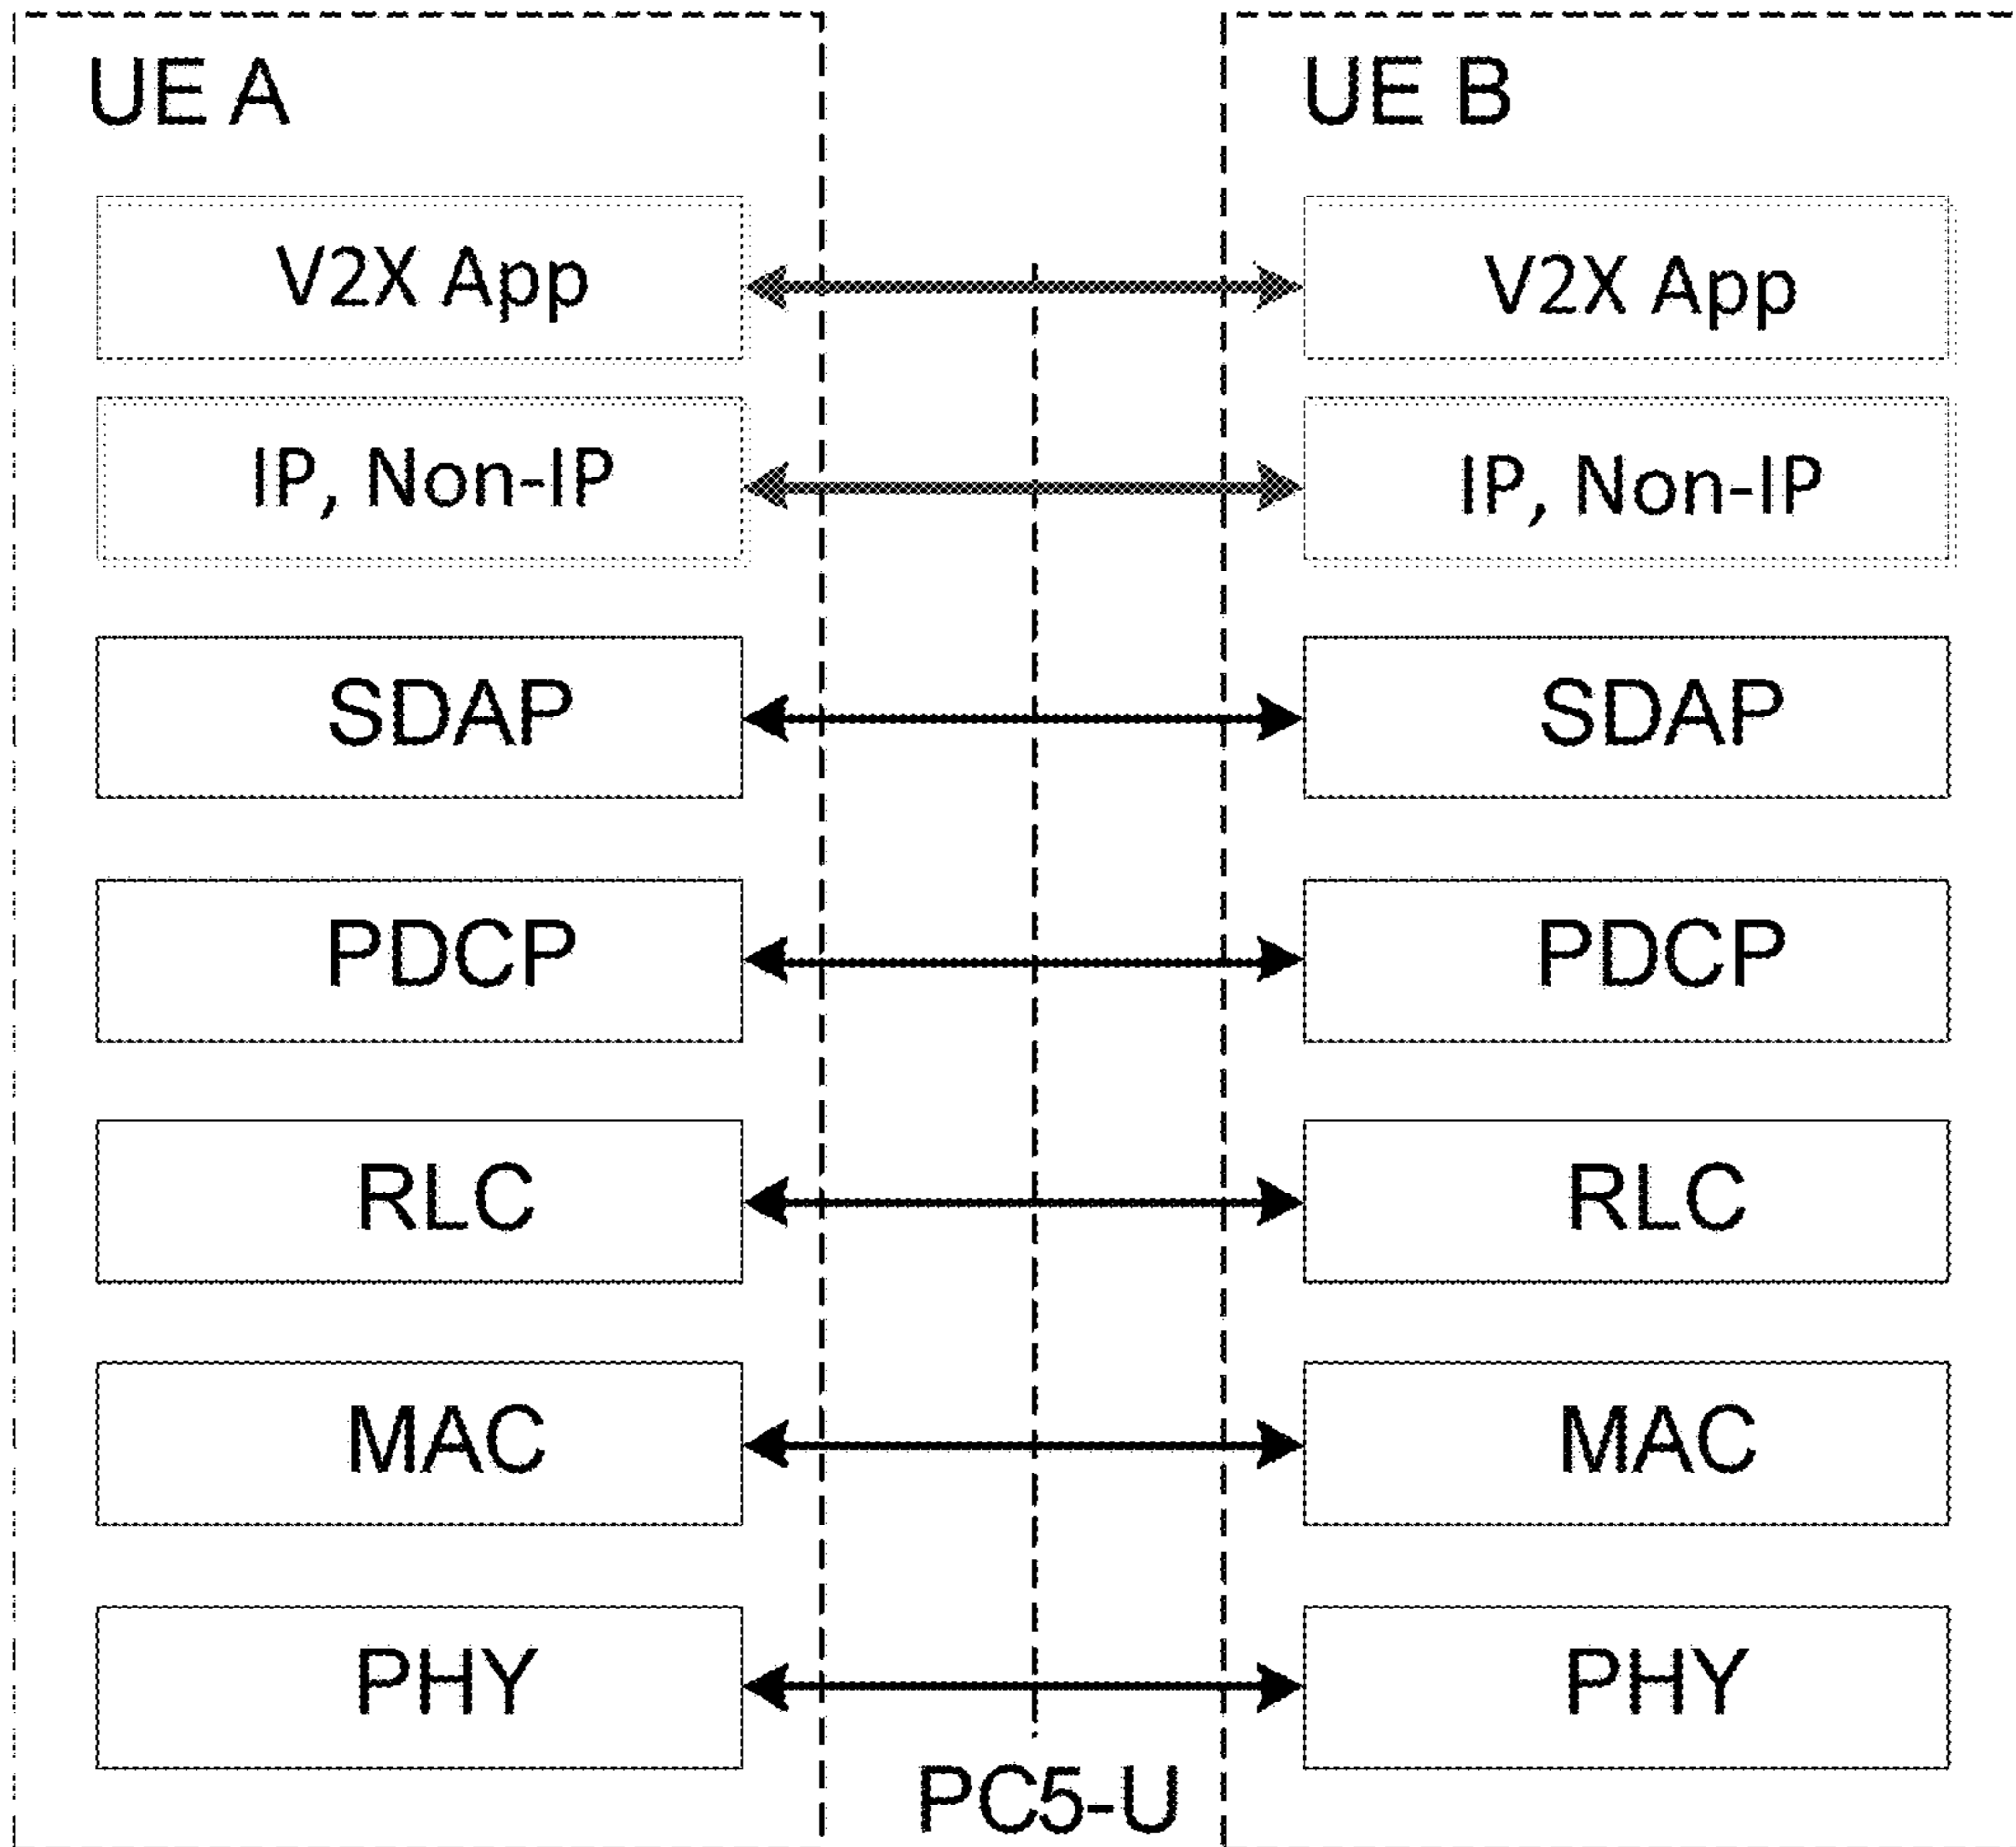 UE A
UE B
V2X App
V2X App
IP, Non-IP
IP, Non-IP
SDAP
SDAP
PDCP
PDCP
RLC
RLC
MAC
MAC
PHY
PHY
PC5-U